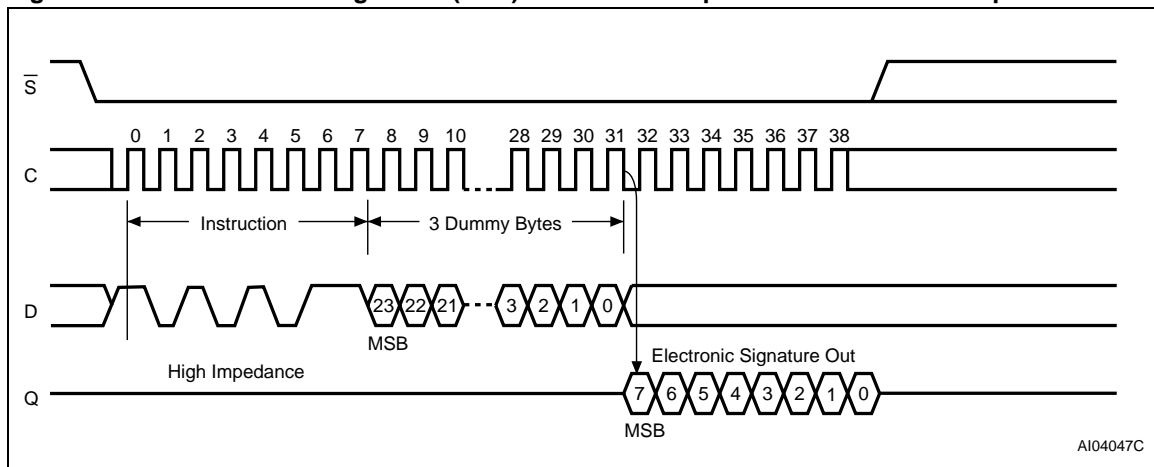 S
0 1 2 3 4 5 6 7 8 9 10 28 29 30 31 32 33 34 35 36 37 38
C
Instruction 3 Dummy Bytes
D 23 22 21 3 2 1 0
MSB
High Impedance Electronic Signature Out
Q 7 6 5 4 3 2 1 0
MSB
AI04047C